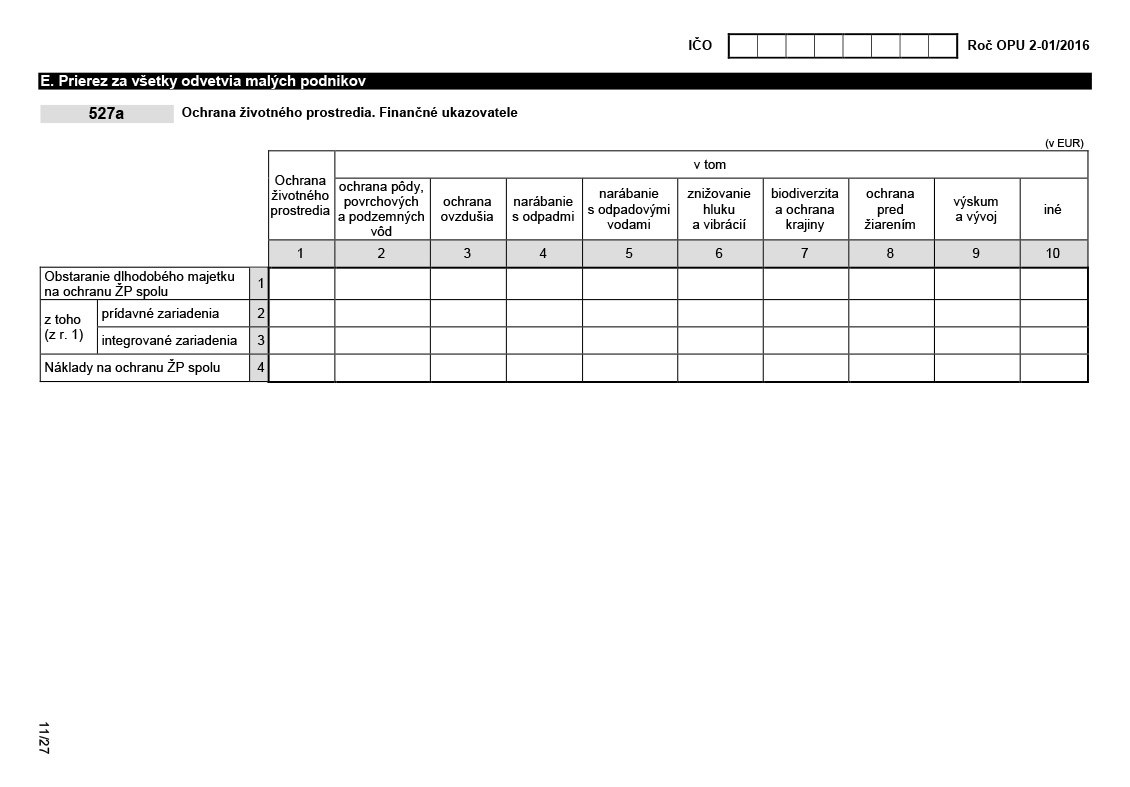 IČO Roč OPU 2-01/2016
E. Prierez za všetky odvetvia malých podnikov
527a Ochrana životného prostredia. Finančné ukazovatele
(v EUR)
Ochrana
životného
prostredia
v tom
ochrana pôdy,
povrchových
a podzemných
vôd
ochrana
ovzdušia
narábanie
s odpadmi
narábanie
s odpadovými
vodami
znižovanie
hluku
a vibrácií
biodiverzita
a ochrana
krajiny
ochrana
pred
žiarením
výskum
a vývoj
iné
1 2 3 4 5 6 7 8 9 10
Obstaranie dlhodobého majetku
na ochranu ŽP spolu
1
z toho
(z r. 1)
prídavné zariadenia 2
integrované zariadenia 3
Náklady na ochranu ŽP spolu 4
11/27